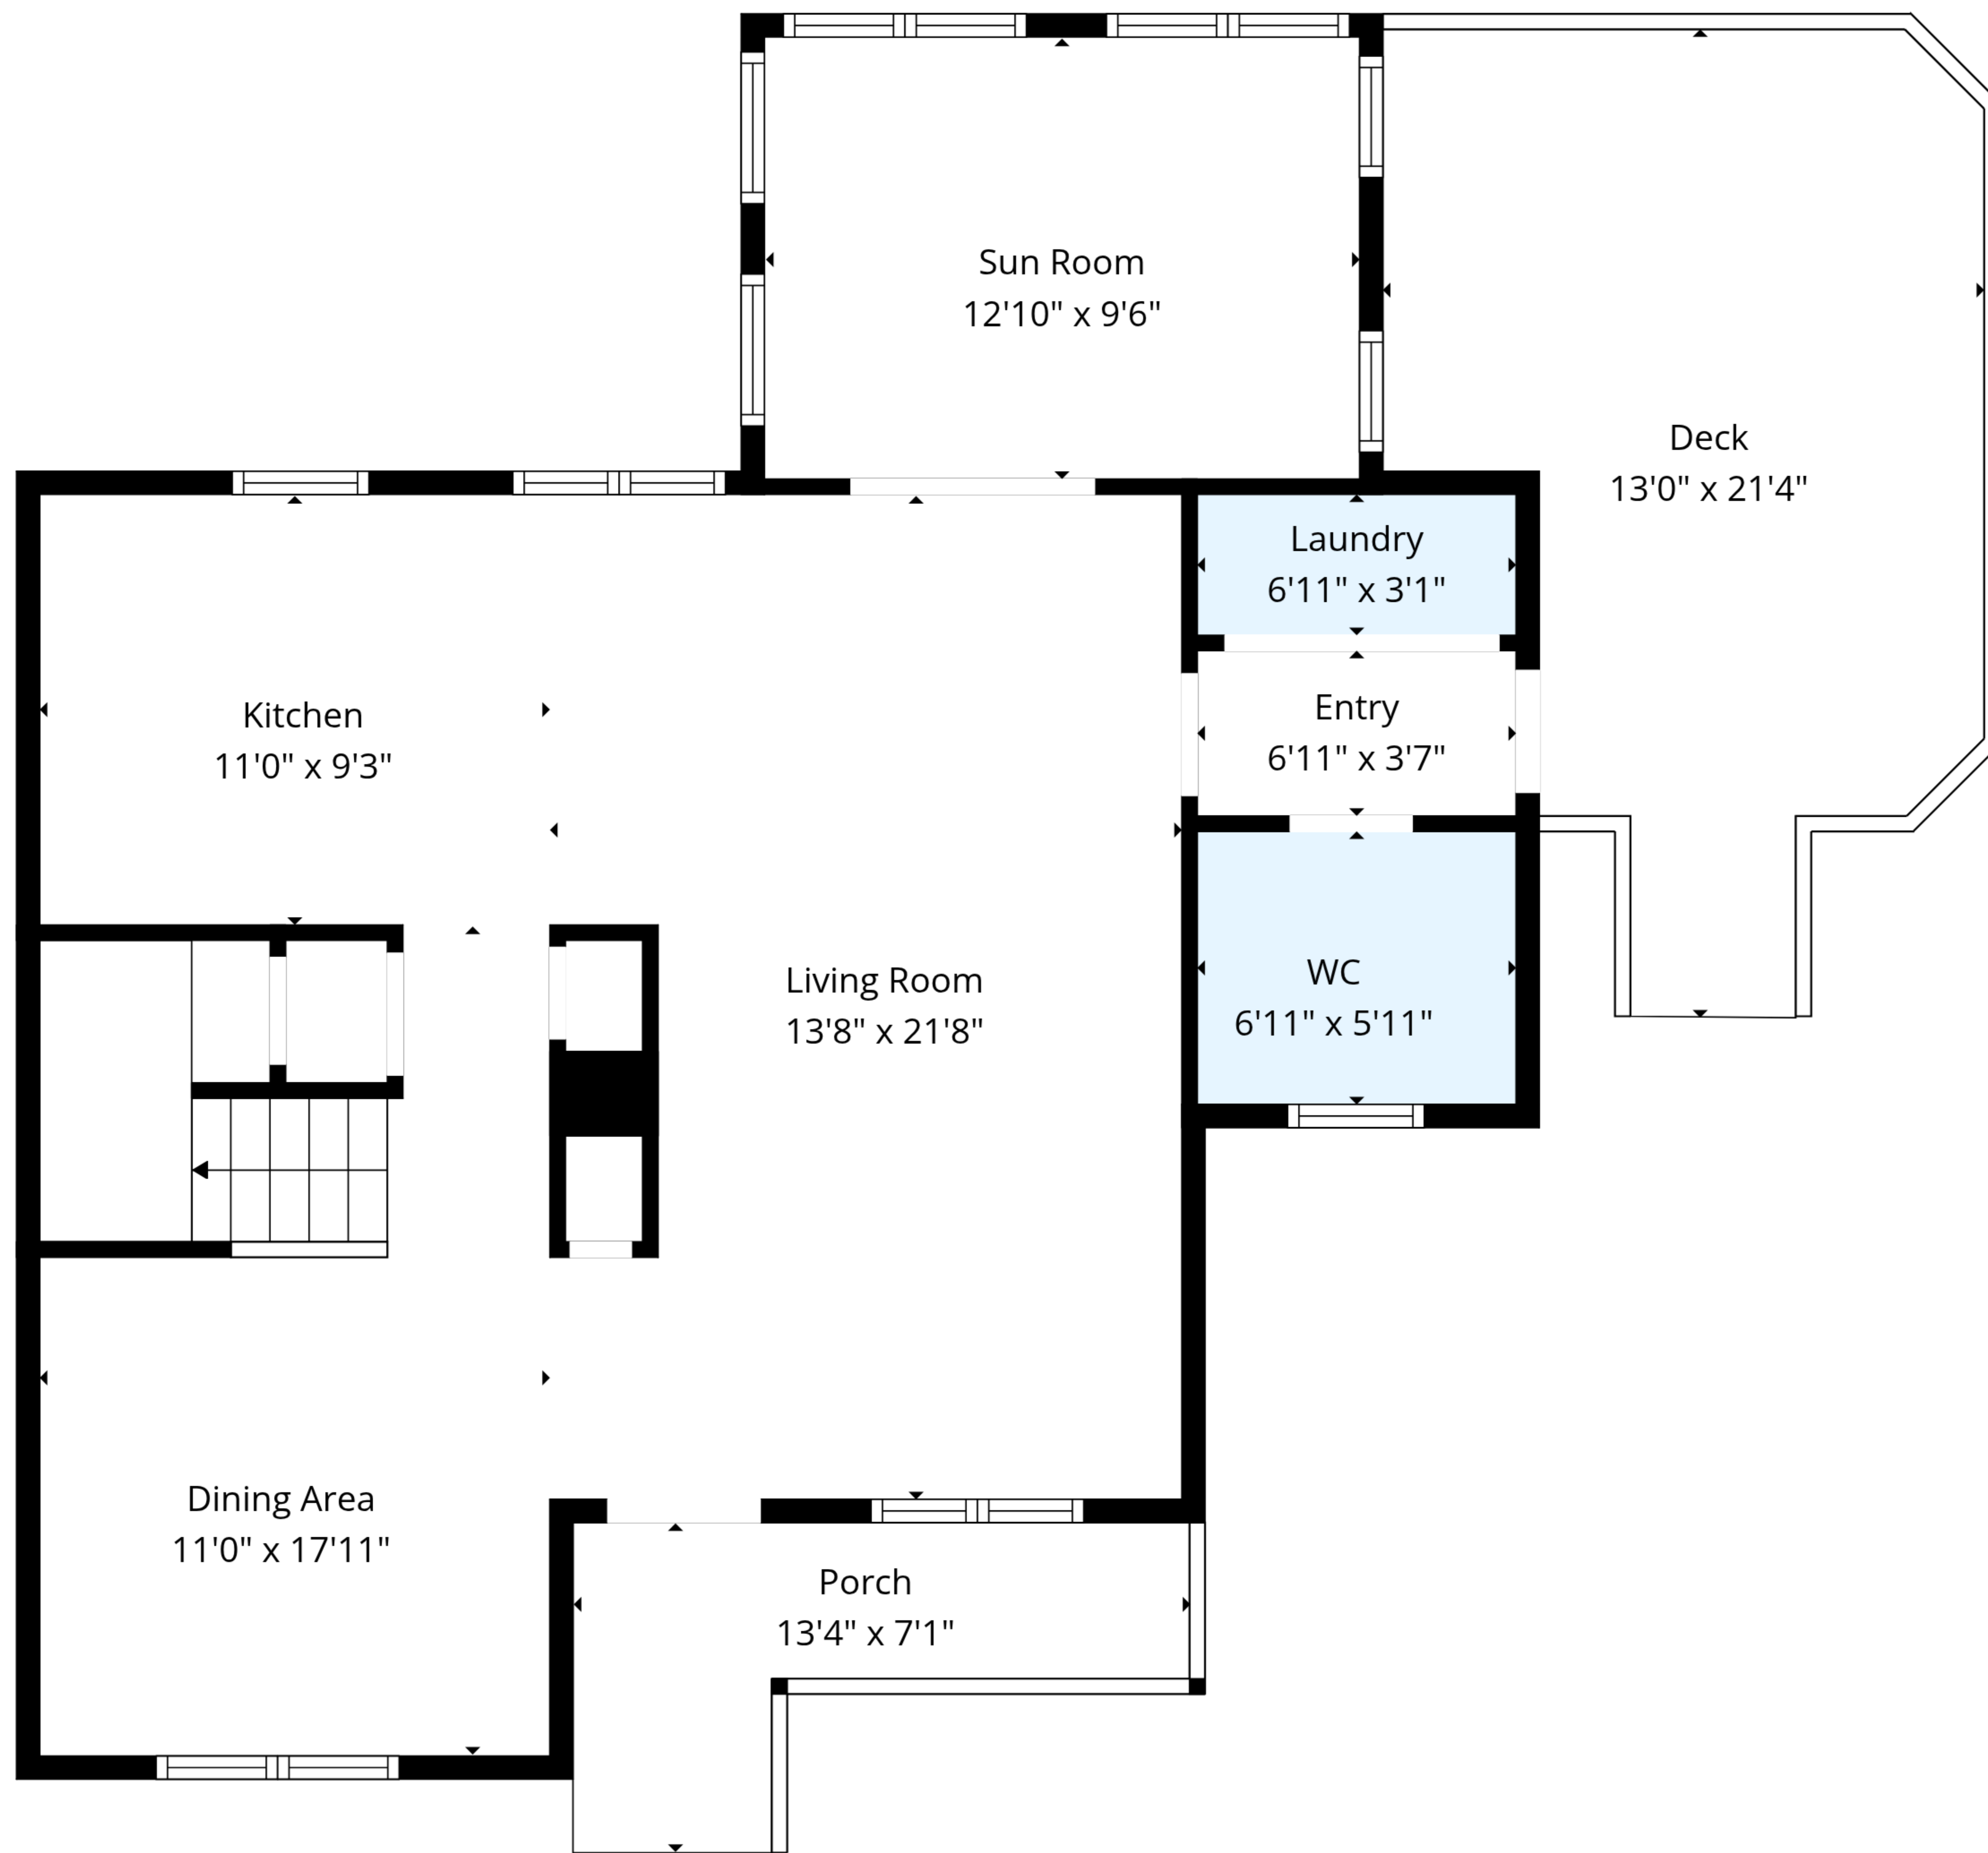 Sun Room
12'10" x 9'6"
Deck
13'0" x 21'4"
Laundry
6'11" x 3'1"
Entry
6'11" x 3'7"
Kitchen
11'0" x 9'3"
Living Room
13'8" x 21'8"
WC
6'11" x 5'11"
Dining Area
11'0" x 17'11"
Porch
13'4" x 7'1"